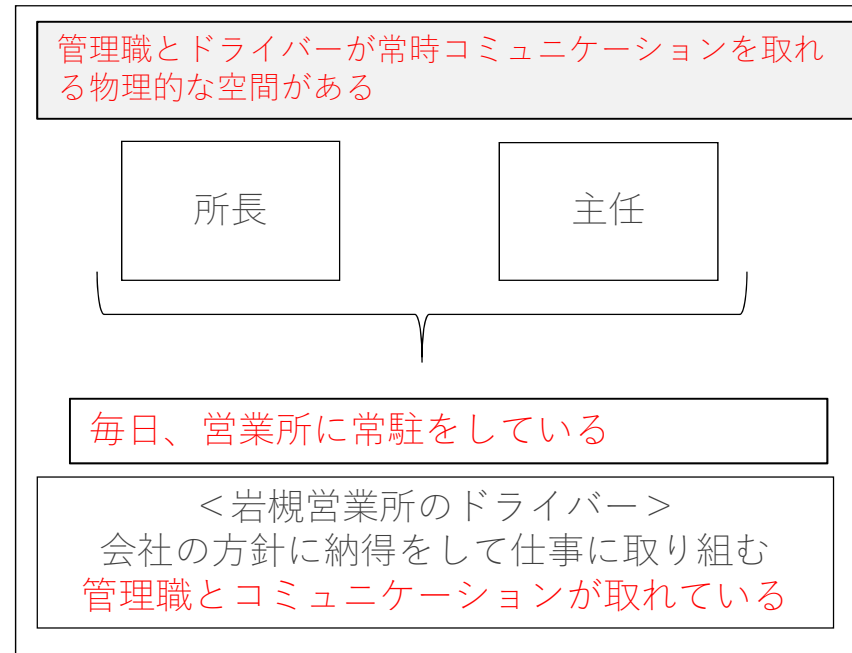 管理職とドライバーが常時コミュニケーションを取れ
る物理的な空間がある
所長
主任
毎日、営業所に常駐をしている
＜岩槻営業所のドライバー＞
会社の方針に納得をして仕事に取り組む
管理職とコミュニケーションが取れている